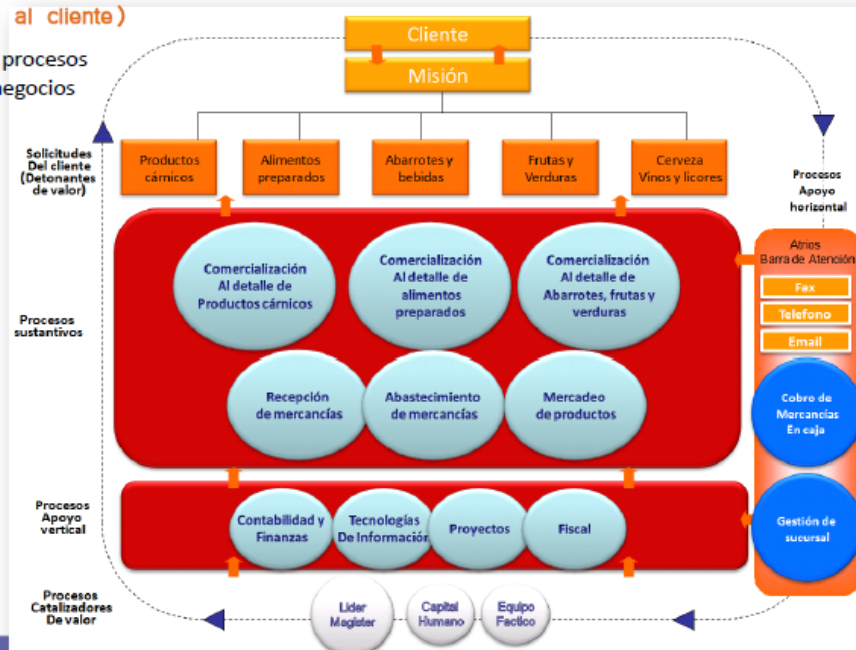 al cliente)
procesos
negocios
Cliente
Misión
Solicitudes
Del cliente
(Detonantes
de valor)
Productos
cárnicos
Alimentos
preparados
Abarrotes y
bebidas
Frutas y
Verduras
Cerveza
Vinos y licores
Procesos
Apoyo
horizontal
Procesos
sustantivos
Comercialización
Al detalle de
Productos cárnicos
Comercialización
Al detalle de
alimentos
preparados
Comercialización
Al detalle de
Abarrotes, frutas y
verduras
Recepción
de mercancías
Abastecimiento
de mercancías
Mercadeo
de productos
Atrios
Barra de Atención
Fax
Telefono
Email
Cobro de
Mercancías
En caja
Gestión de
sucursal
Procesos
Apoyo
vertical
Contabilidad y
Finanzas
Tecnologías
De Información
Proyectos
Fiscal
Procesos
Catalizadores
De valor
Lider
Magister
Capital
Humano
Equipo
Factico